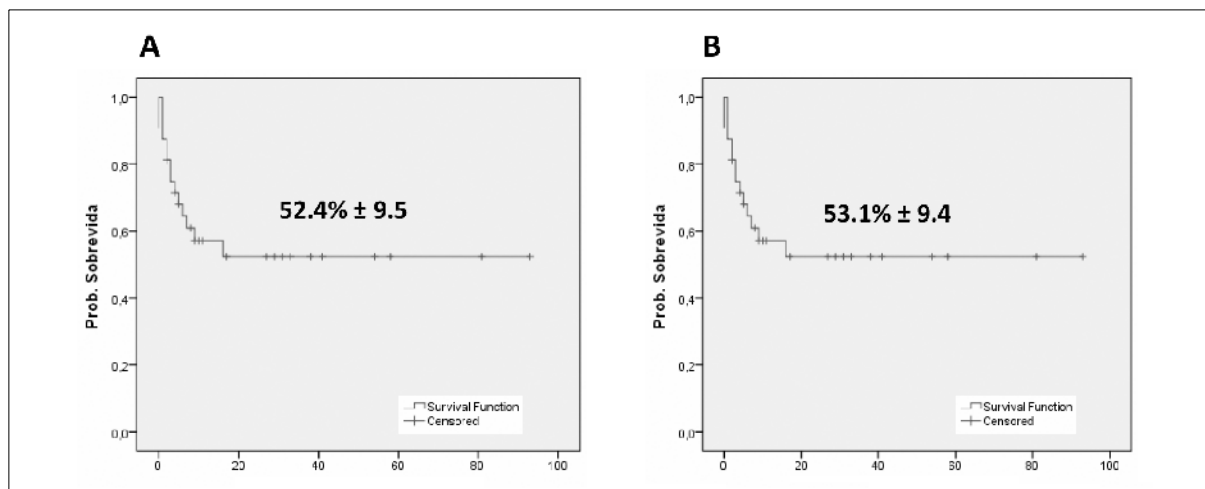 A
Prob. Sobrevida
1,0
0,8
0,6
0,4
0,2
0,0
52.4% ± 9.5
Survival Function
Censored
0 20 40 60 80 100
B
Prob. Sobrevida
1,0
0,8
0,6
0,4
0,2
0,0
53.1% ± 9.4
Survival Function
Censored
0 20 40 60 80 100